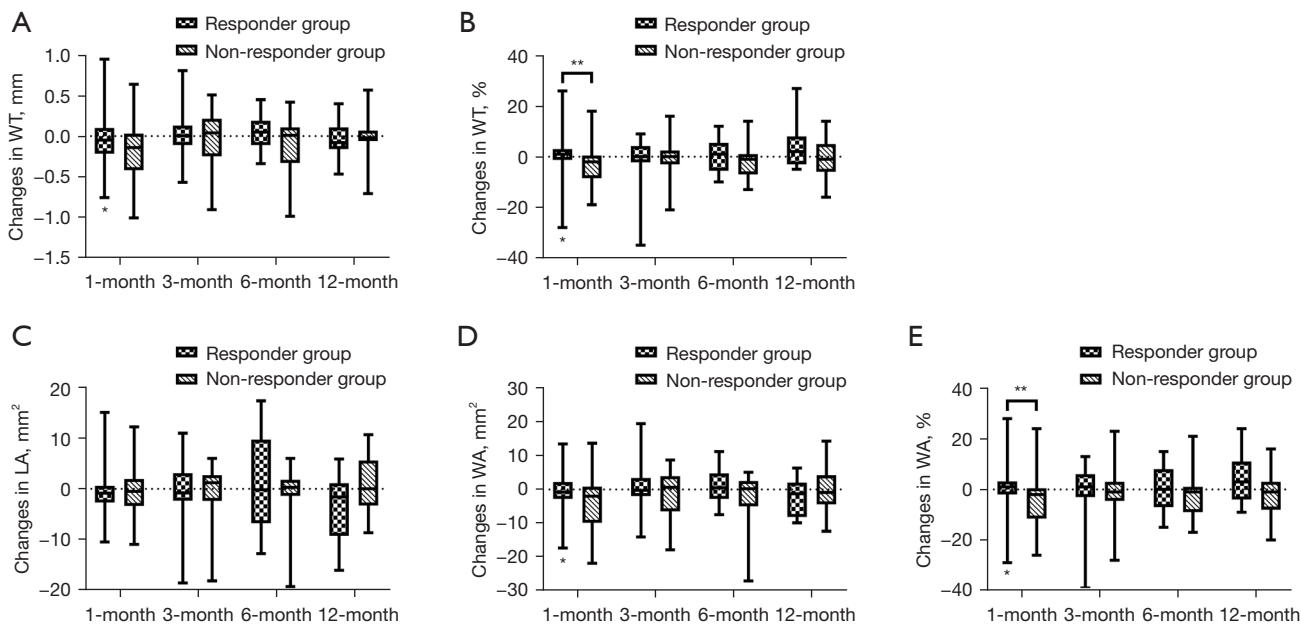 A
Responder group
Non-responder group
Changes in WT, mm
1.0
0.5
0.0
−0.5
−1.0
−1.5
*
1-month 3-month 6-month 12-month
B
Responder group
Non-responder group
Changes in WT, %
40
20
0
−20
−40
**
*
1-month 3-month 6-month 12-month
C
Responder group
Non-responder group
Changes in LA, mm²
20
10
0
−10
−20
1-month 3-month 6-month 12-month
D
Responder group
Non-responder group
Changes in WA, mm²
30
20
10
0
−10
−20
−30
*
1-month 3-month 6-month 12-month
E
Responder group
Non-responder group
Changes in WA, %
40
20
0
−20
−40
**
*
1-month 3-month 6-month 12-month